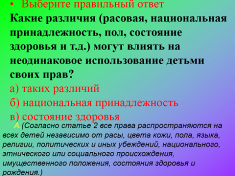 • Выберите правильный ответ
Какие различия (расовая, национальная
принадлежность, пол, состояние
здоровья и т.д.) могут влиять на
неодинаковое использование детьми
своих прав?
а) таких различий
б) национальная принадлежность
в) состояние здоровья
(Согласно статье 2 все права распространяются на
всех детей независимо от расы, цвета кожи, пола, языка,
религии, политических и иных убеждений, национального,
этнического или социального происхождения,
имущественного положения, состояния здоровья и
рождения.)